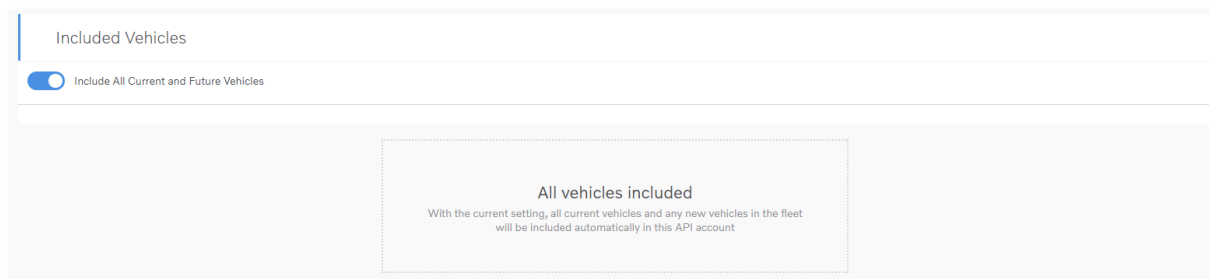 Included Vehicles
Include All Current and Future Vehicles
All vehicles included
With the current setting, all current vehicles and any new vehicles in the fleet
will be included automatically in this API account